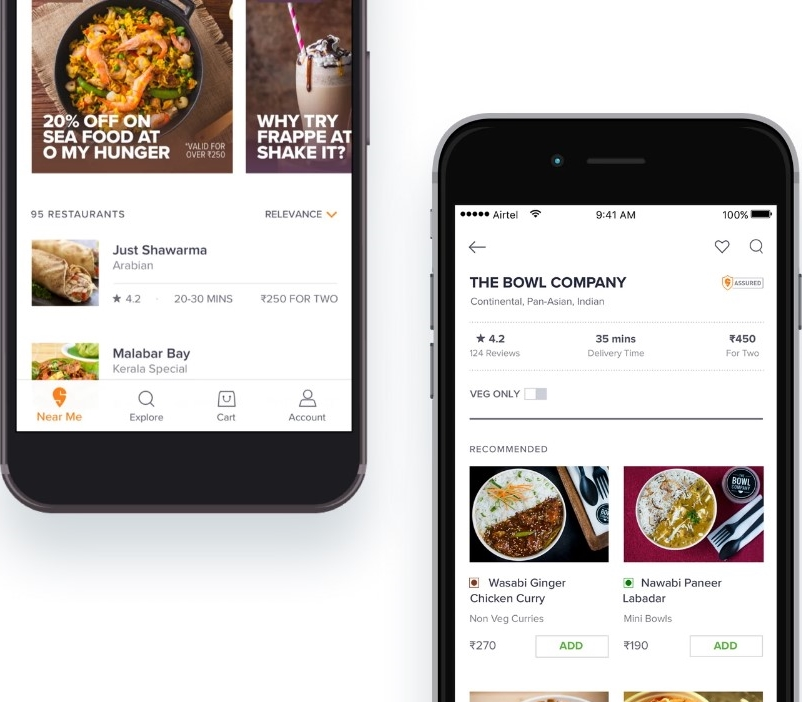 20% OFF ON
SEA FOOD AT
O MY HUNGER
*VALID FOR
OVER ₹250
WHY TRY
FRAPPE AT
SHAKE IT?
95 RESTAURANTS
RELEVANCE
Just Shawarma
Arabian
★ 4.2 · 20-30 MINS ₹250 FOR TWO
Malabar Bay
Kerala Special
Near Me Explore Cart Account
Airtel 9:41 AM 100%
THE BOWL COMPANY
ASSURED
Continental, Pan-Asian, Indian
★ 4.2 35 mins ₹450
124 Reviews Delivery Time For Two
VEG ONLY
RECOMMENDED
BOWL
COMPANY
Wasabi Ginger
Chicken Curry
Non Veg Curries
₹270 ADD
Nawabi Paneer
Labadar
Mini Bowls
₹190 ADD